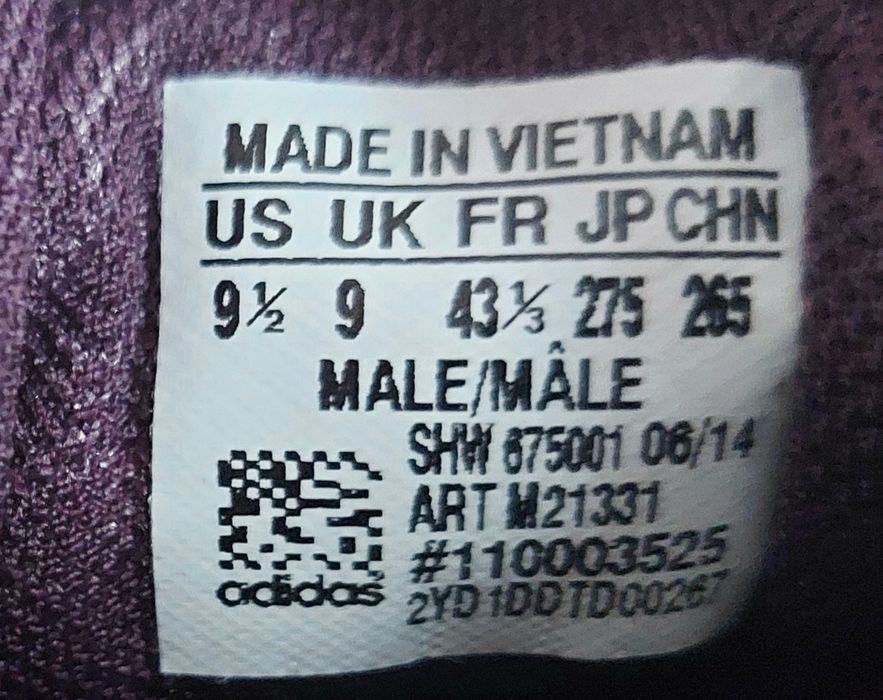 MADE IN VIETNAM
US UK FR JP CHN
9½ 9 43⅓ 275 265
MALE/MÂLE
SHW 675001 06/14
ART M21331
#110003525
2YD1DDTD00267
adidas